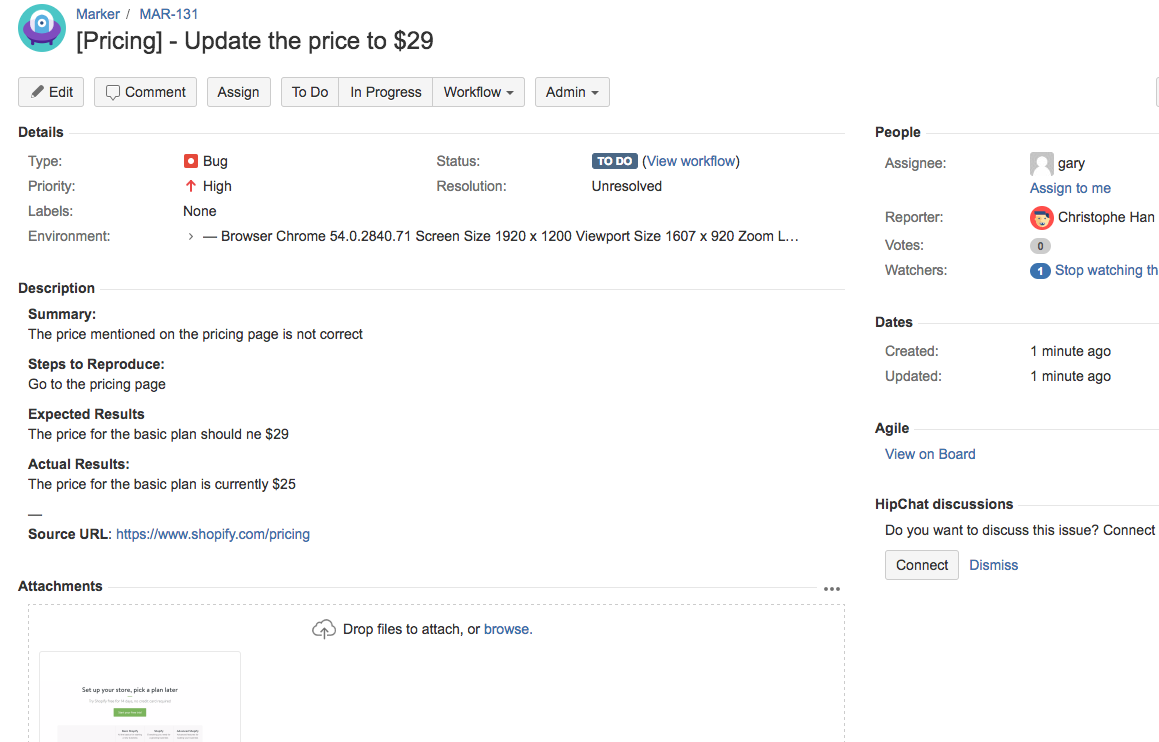 Marker / MAR-131
[Pricing] - Update the price to $29
Edit Comment Assign To Do In Progress Workflow Admin
Details
Type: Bug
Priority: High
Labels: None
Environment: > — Browser Chrome 54.0.2840.71 Screen Size 1920 x 1200 Viewport Size 1607 x 920 Zoom L…
Status: TO DO (View workflow)
Resolution: Unresolved
Description
Summary:
The price mentioned on the pricing page is not correct
Steps to Reproduce:
Go to the pricing page
Expected Results
The price for the basic plan should ne $29
Actual Results:
The price for the basic plan is currently $25
—
Source URL: https://www.shopify.com/pricing
Attachments
Drop files to attach, or browse.
Set up your store, pick a plan later
People
Assignee: gary
Assign to me
Reporter: Christophe Han
Votes: 0
Watchers: 1 Stop watching th
Dates
Created: 1 minute ago
Updated: 1 minute ago
Agile
View on Board
HipChat discussions
Do you want to discuss this issue? Connect
Connect Dismiss